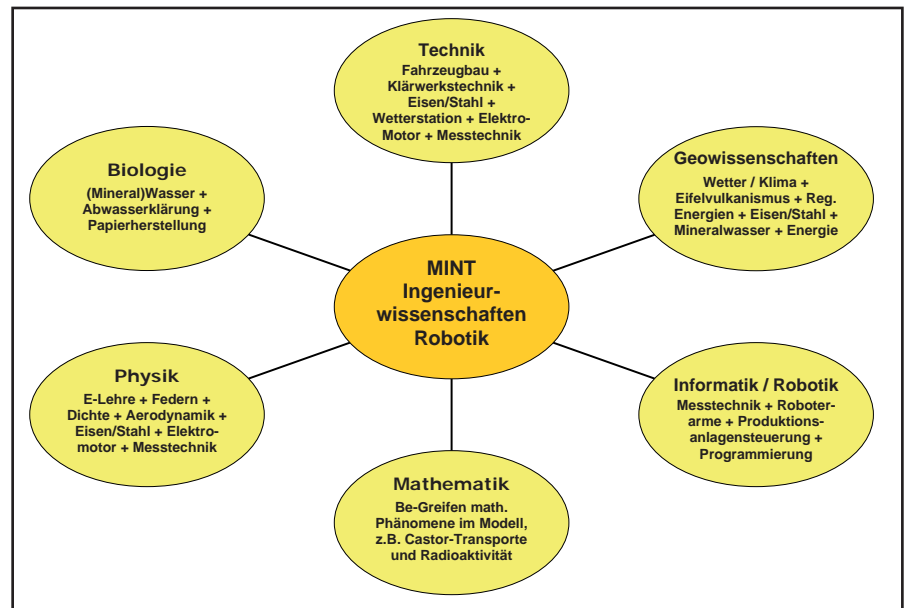 Technik
Fahrzeugbau +
Klärwerkstechnik +
Eisen/Stahl +
Wetterstation + Elektro-
Motor + Messtechnik
Biologie
(Mineral)Wasser +
Abwasserklärung +
Papierherstellung
Geowissenschaften
Wetter / Klima +
Eifelvulkanismus + Reg.
Energien + Eisen/Stahl +
Mineralwasser + Energie
MINT
Ingenieur-
wissenschaften
Robotik
Physik
E-Lehre + Federn +
Dichte + Aerodynamik +
Eisen/Stahl + Elektro-
motor + Messtechnik
Informatik / Robotik
Messtechnik + Roboter-
arme + Produktions-
anlagensteuerung +
Programmierung
Mathematik
Be-Greifen math.
Phänomene im Modell,
z.B. Castor-Transporte
und Radioaktivität